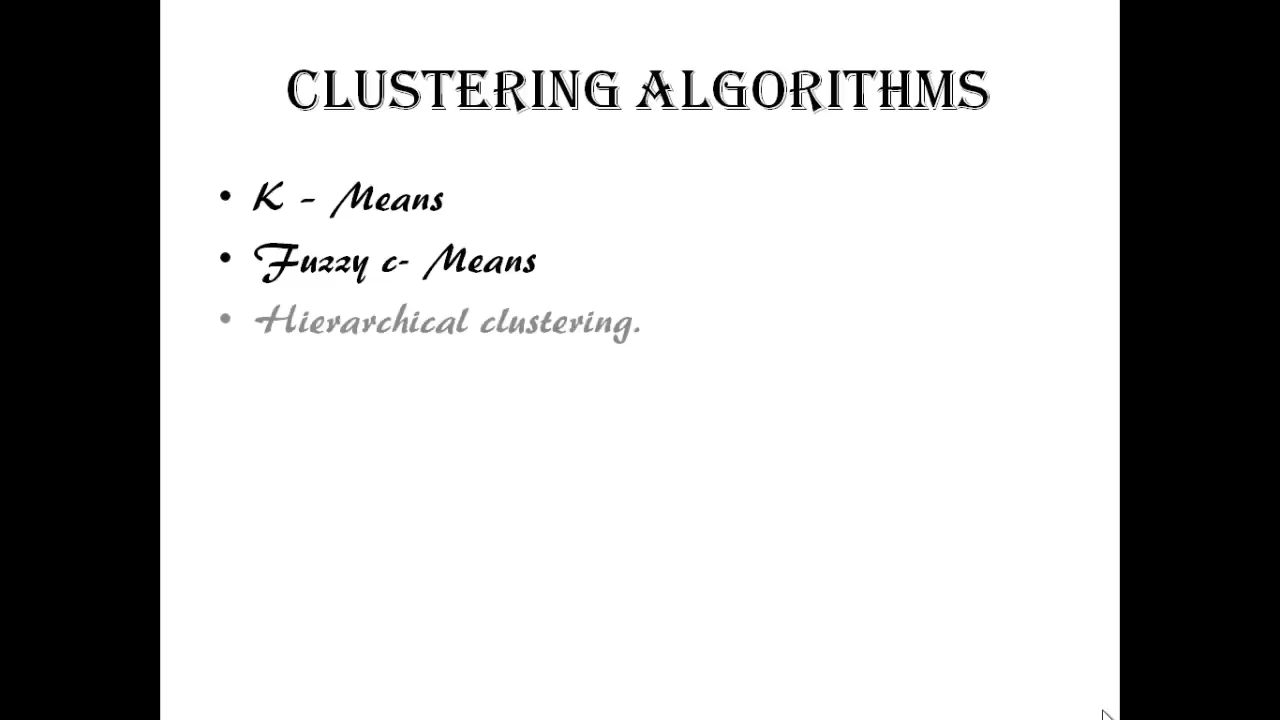 CLUSTERING ALGORITHMS
• K - Means
• Fuzzy c- Means
• Hierarchical clustering.